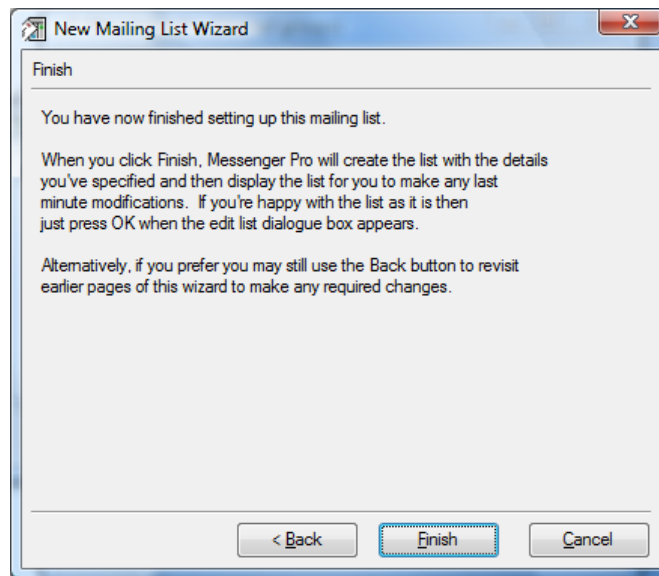 New Mailing List Wizard
Finish
You have now finished setting up this mailing list.
When you click Finish, Messenger Pro will create the list with the details
you've specified and then display the list for you to make any last
minute modifications.  If you're happy with the list as it is then
just press OK when the edit list dialogue box appears.
Alternatively, if you prefer you may still use the Back button to revisit
earlier pages of this wizard to make any required changes.
< Back Finish Cancel